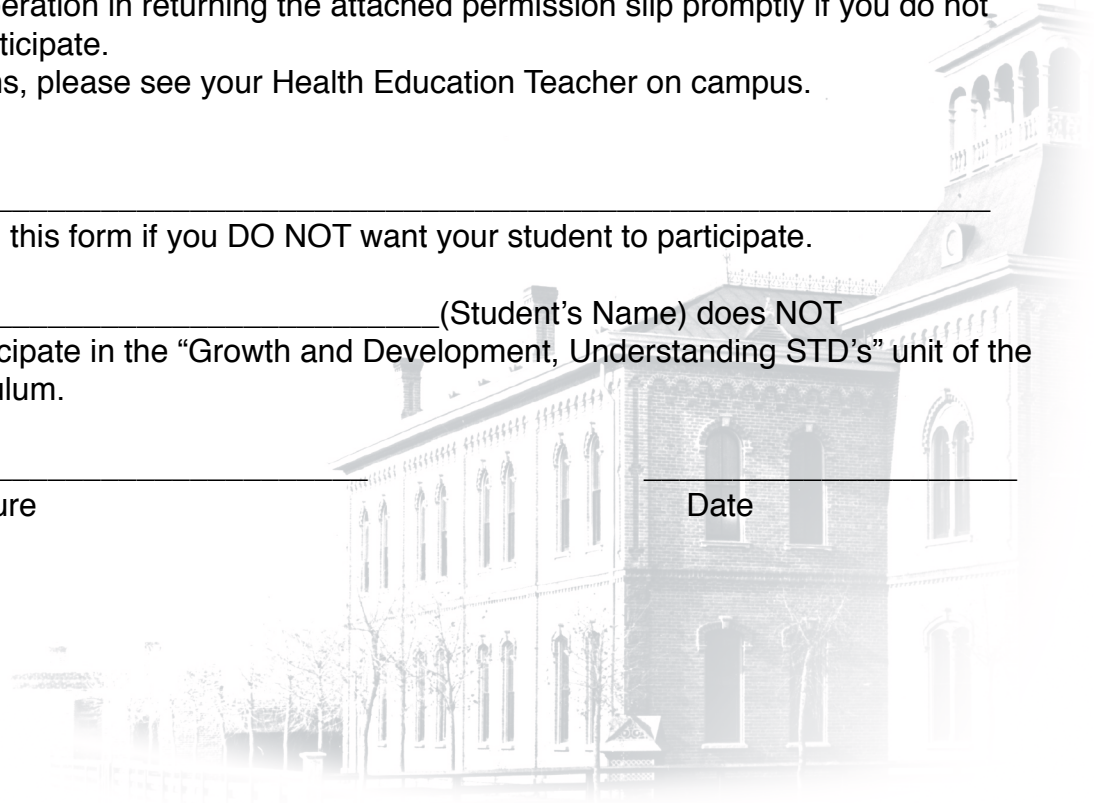 eration in returning the attached permission slip promptly if you do not
ticipate.
ns, please see your Health Education Teacher on campus.
this form if you DO NOT want your student to participate.
(Student’s Name) does NOT
cipate in the “Growth and Development, Understanding STD’s” unit of the
ulum.
ure Date